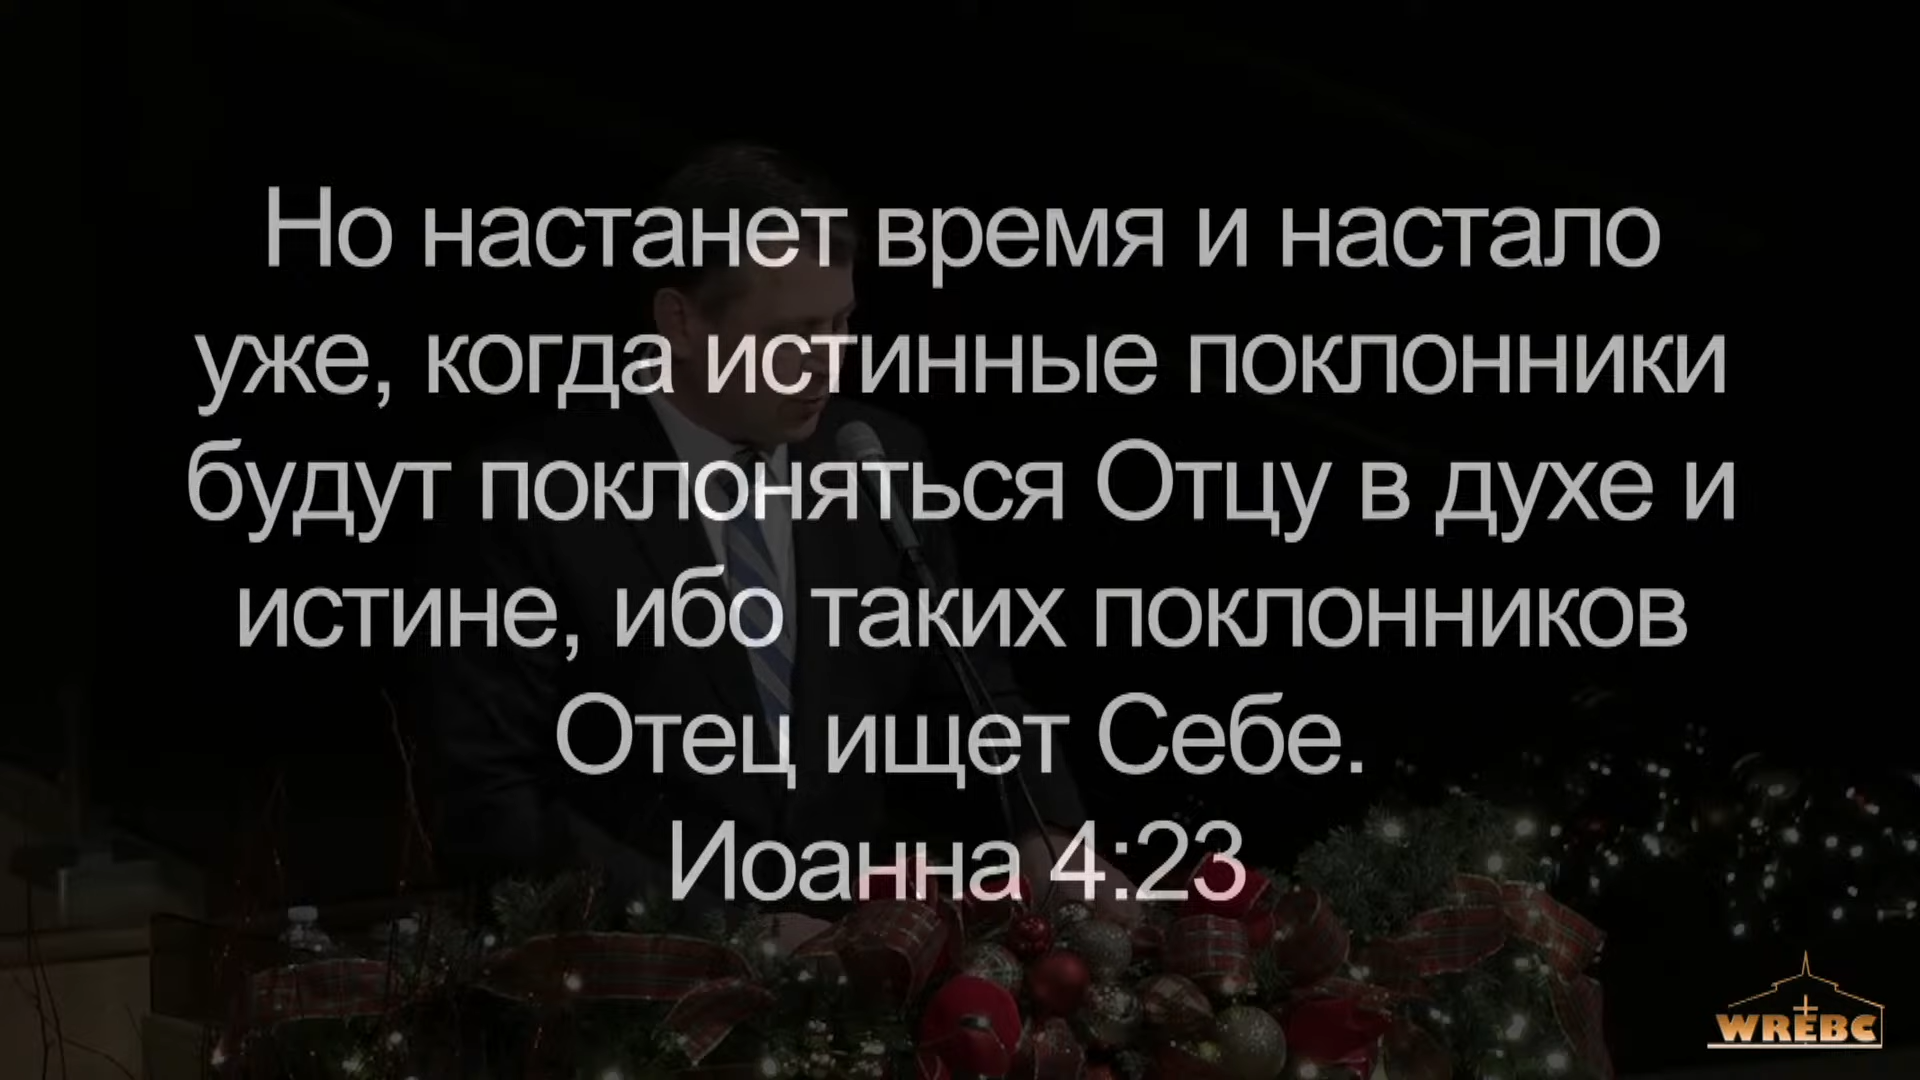 Но настанет время и настало
уже, когда истинные поклонники
будут поклоняться Отцу в духе и
истине, ибо таких поклонников
Отец ищет Себе.
Иоанна 4:23
WREBC